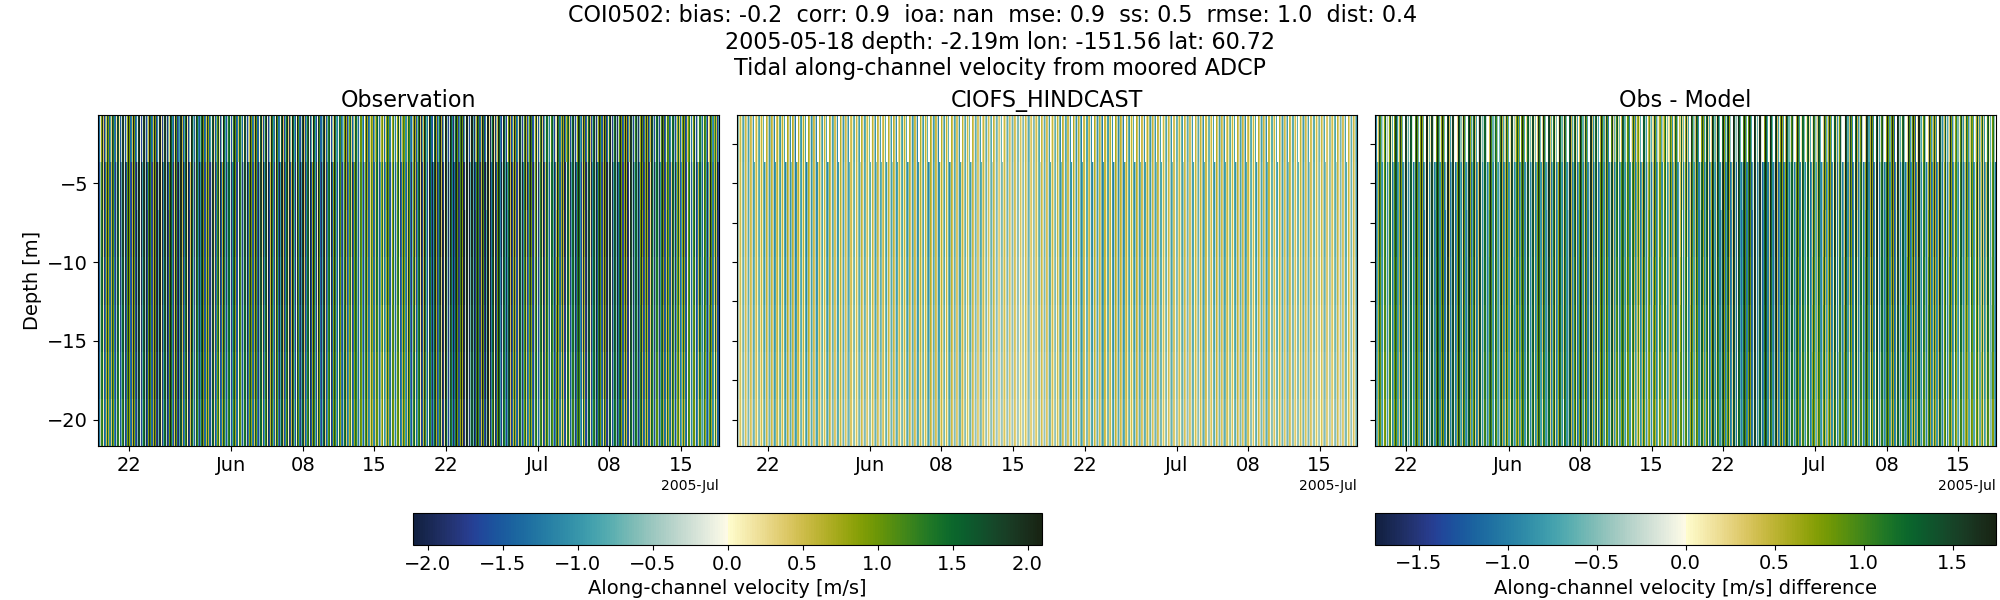 COI0502: bias: -0.2  corr: 0.9  ioa: nan  mse: 0.9  ss: 0.5  rmse: 1.0  dist: 0.4
2005-05-18 depth: -2.19m lon: -151.56 lat: 60.72
Tidal along-channel velocity from moored ADCP
Observation
CIOFS_HINDCAST
Obs - Model
Depth [m]
−5
−10
−15
−20
22 Jun 08 15 22 Jul 08 15
2005-Jul
22 Jun 08 15 22 Jul 08 15
2005-Jul
22 Jun 08 15 22 Jul 08 15
2005-Jul
−2.0 −1.5 −1.0 −0.5 0.0 0.5 1.0 1.5 2.0
Along-channel velocity [m/s]
−1.5 −1.0 −0.5 0.0 0.5 1.0 1.5
Along-channel velocity [m/s] difference